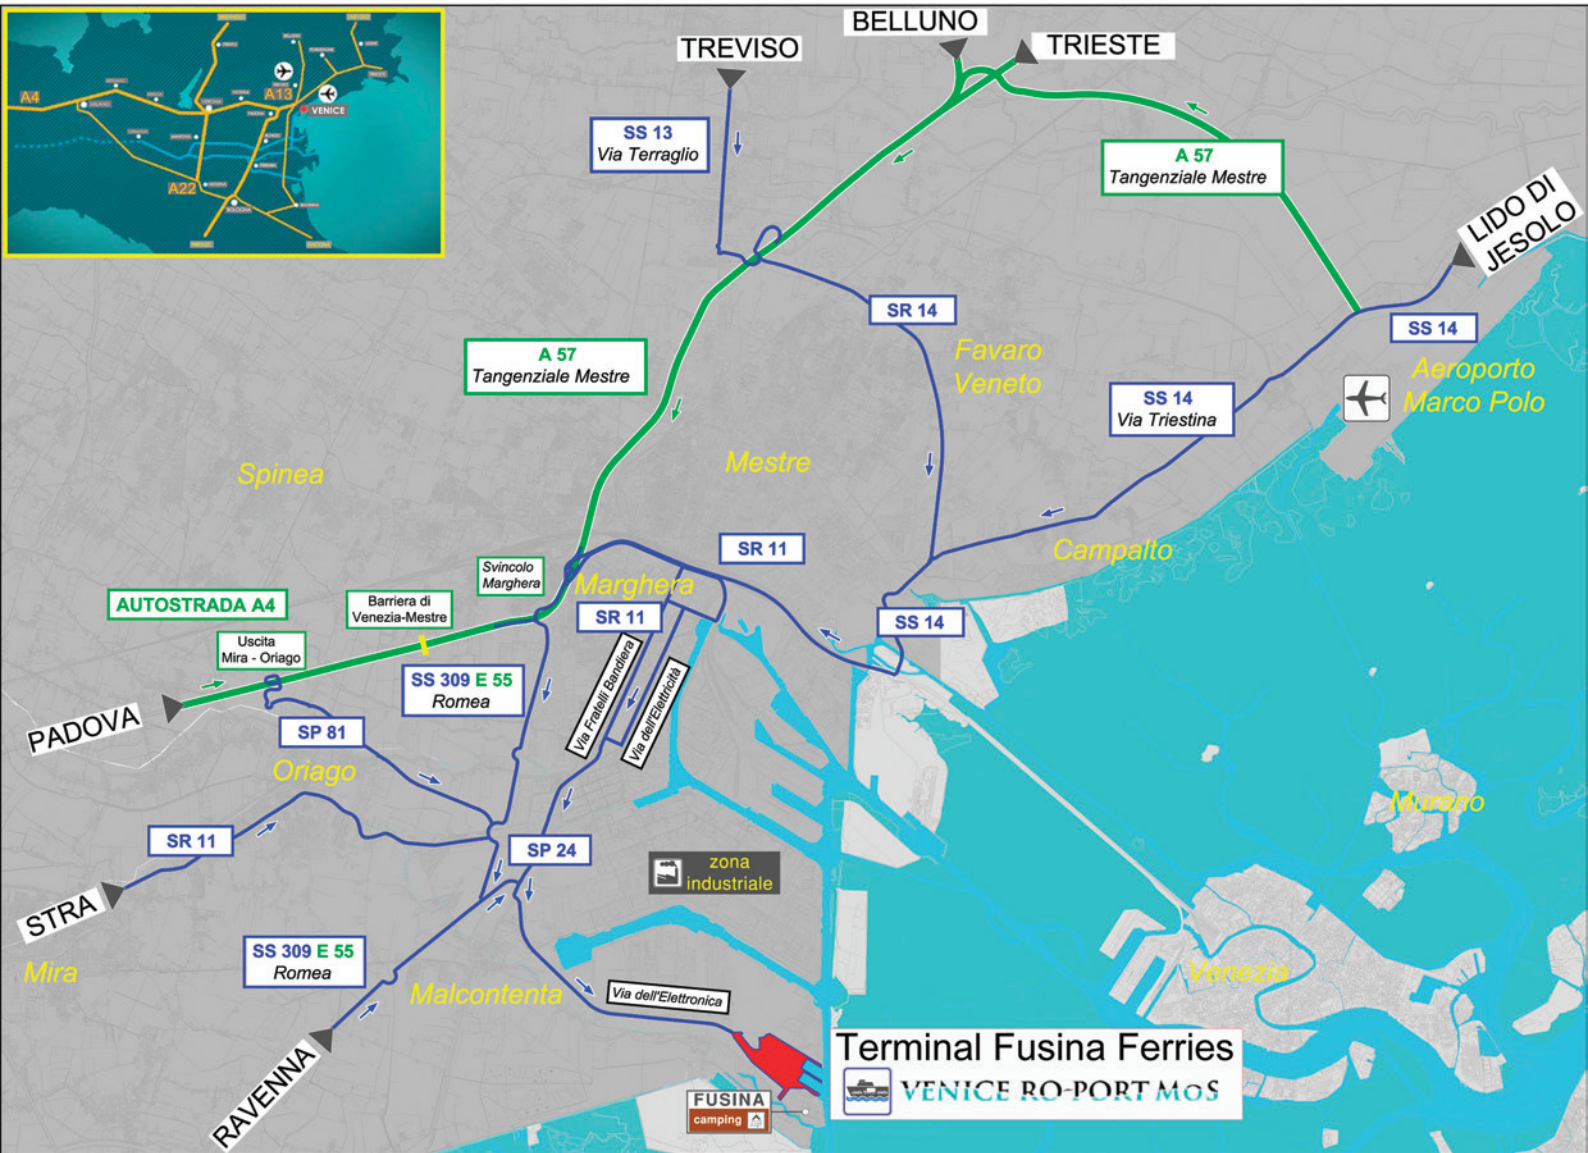 BELLUNO
TREVISO
TRIESTE
A4
A13
VENICE
A22
BOLOGNA
SS 13
Via Terraglio
A 57
Tangenziale Mestre
LIDO DI
JESOLO
SR 14
SS 14
Favaro
Veneto
A 57
Tangenziale Mestre
Aeroporto
Marco Polo
SS 14
Via Triestina
Spinea
Mestre
SR 11
Campalto
Svincolo
Marghera
Marghera
AUTOSTRADA A4
Barriera di
Venezia-Mestre
SR 11
SS 14
Uscita
Mira - Oriago
SS 309 E 55
Romea
Via Fratelli Bandiera
Via dell'Elettricità
PADOVA
SP 81
Oriago
Murano
SR 11
SP 24
zona
industriale
STRA
SS 309 E 55
Romea
Mira
Malcontenta
Via dell'Elettronica
Venezia
Terminal Fusina Ferries
VENICE RO-PORT MOS
RAVENNA
FUSINA
camping